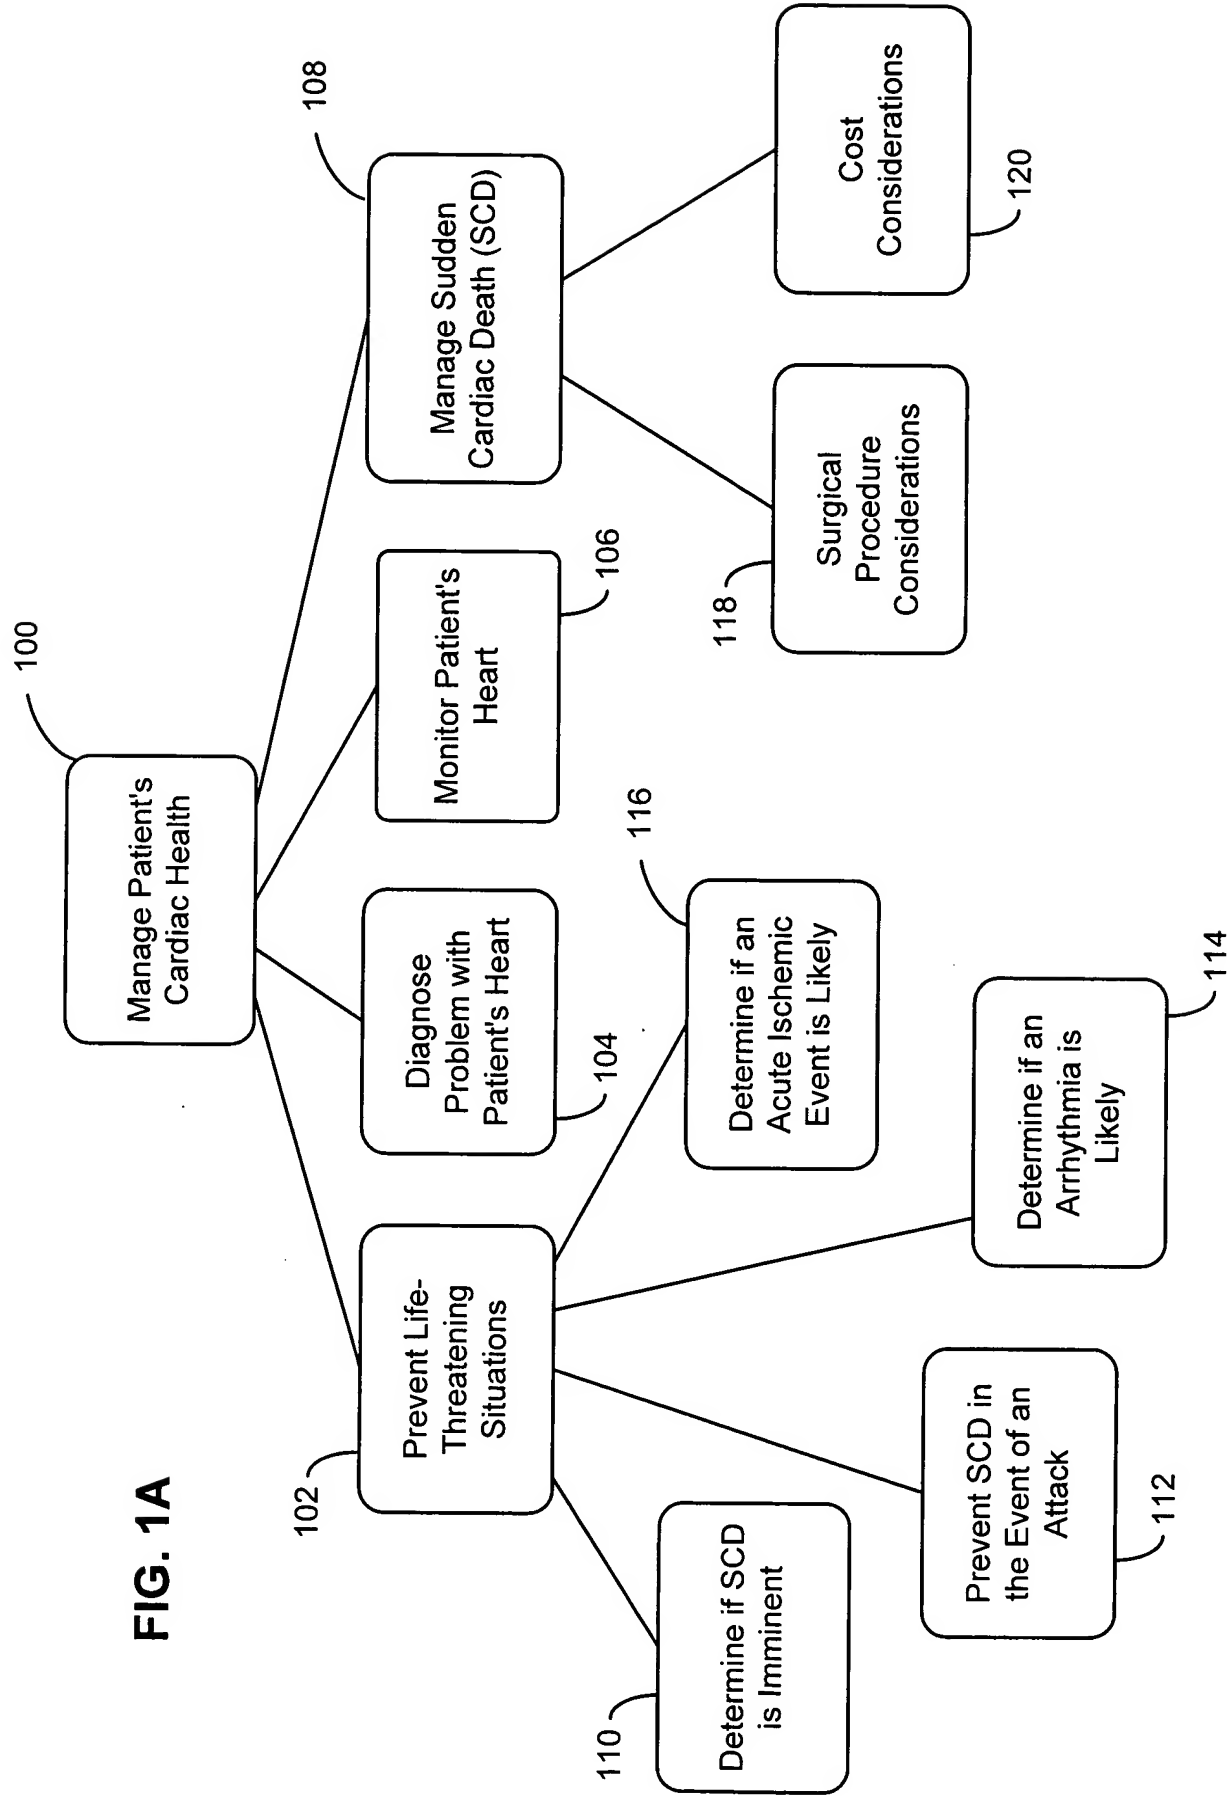 FIG. 1A
100
Manage Patient's
Cardiac Health
102
Prevent Life-
Threatening
Situations
Diagnose
Problem with
Patient's Heart
104
Monitor Patient's
Heart
106
108
Manage Sudden
Cardiac Death (SCD)
110
Determine if SCD
is Imminent
Prevent SCD in
the Event of an
Attack
112
Determine if an
Arrhythmia is
Likely
114
116
Determine if an
Acute Ischemic
Event is Likely
118
Surgical
Procedure
Considerations
Cost
Considerations
120